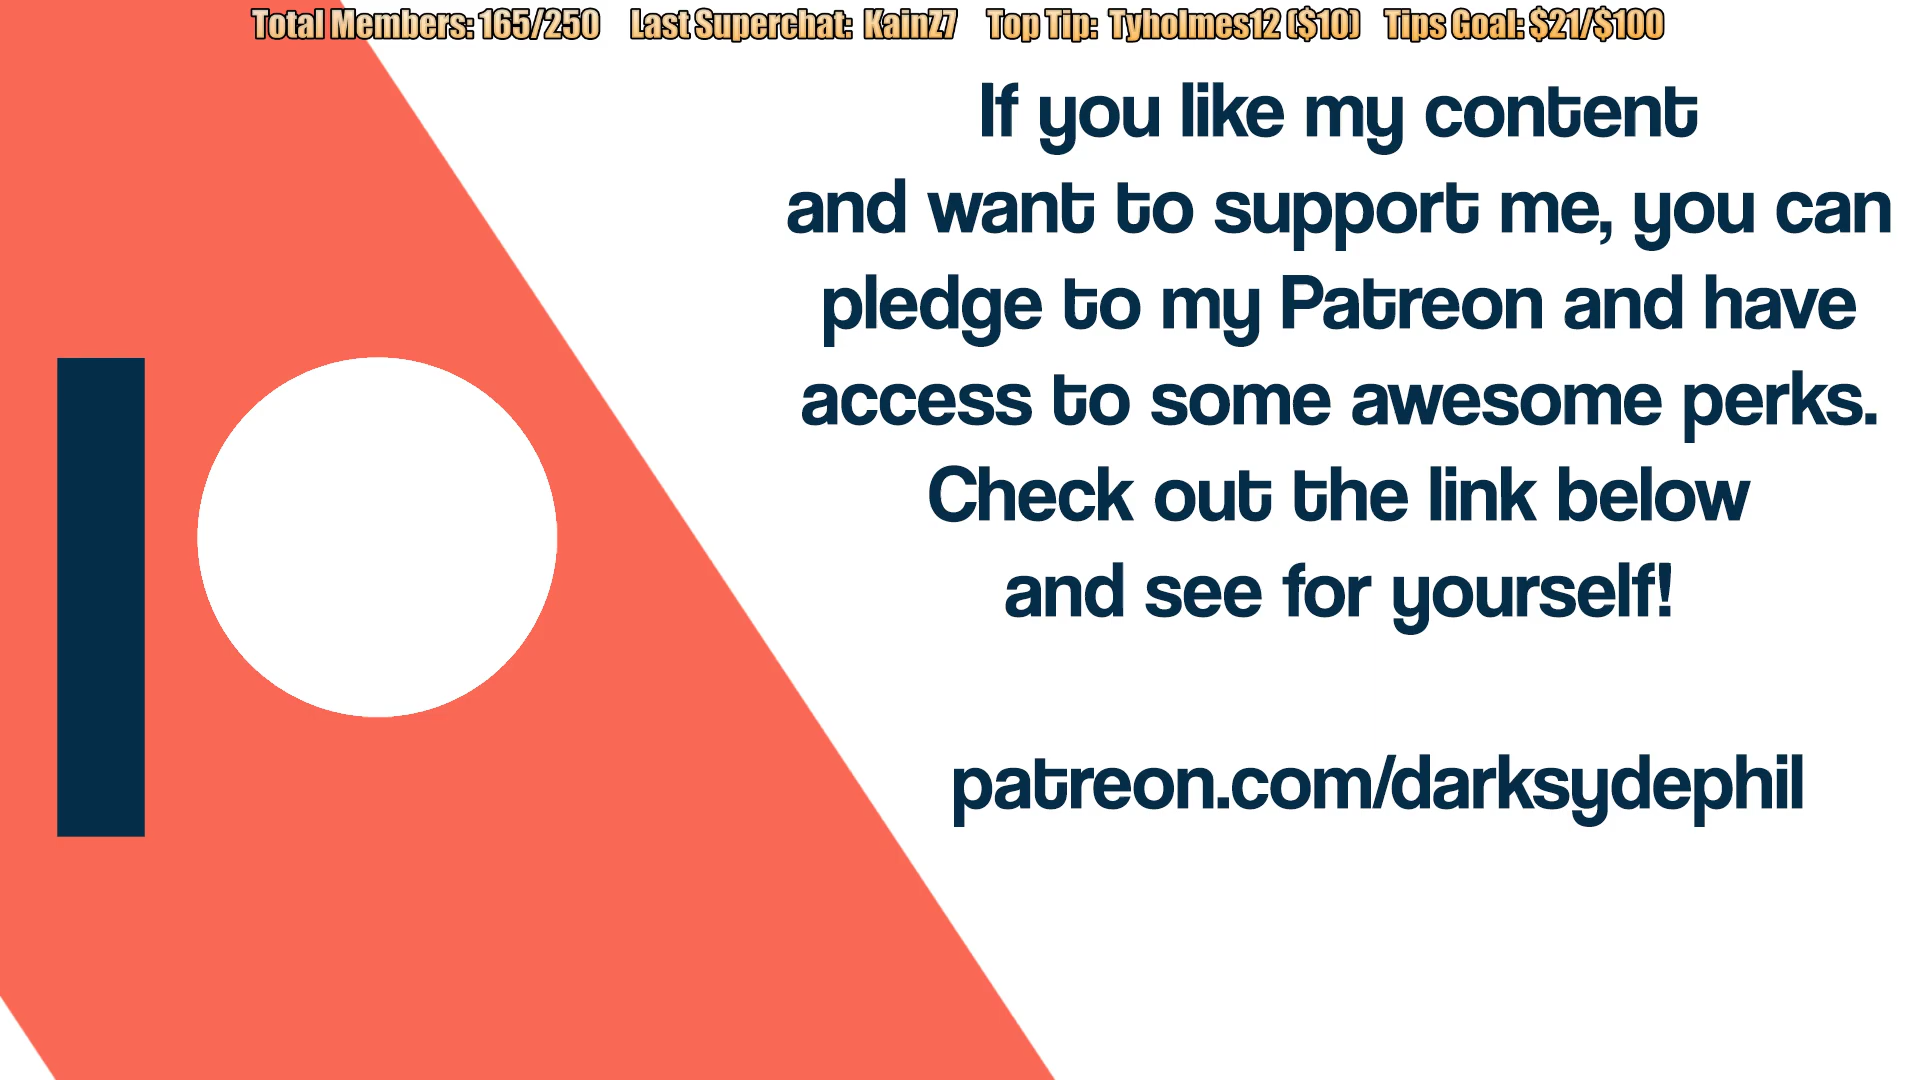 Total Members: 165/250 Last Superchat: KainZ7 Top Tip: Tyholmes12 ($10) Tips Goal: $21/$100
If you like my content
and want to support me, you can
pledge to my Patreon and have
access to some awesome perks.
Check out the link below
and see for yourself!
patreon.com/darksydephil